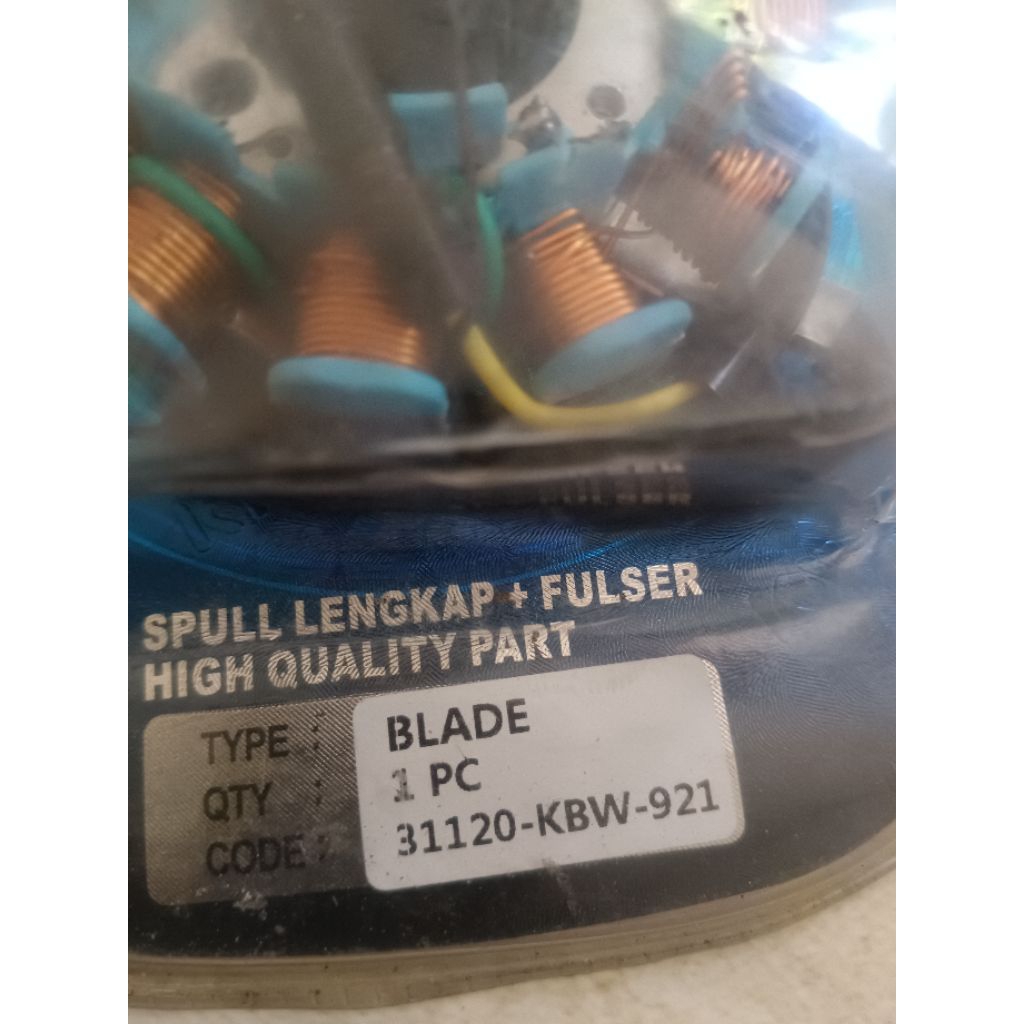 SPULL LENGKAP + FULSER
HIGH QUALITY PART
TYPE : BLADE
QTY : 1 PC
CODE : 31120-KBW-921